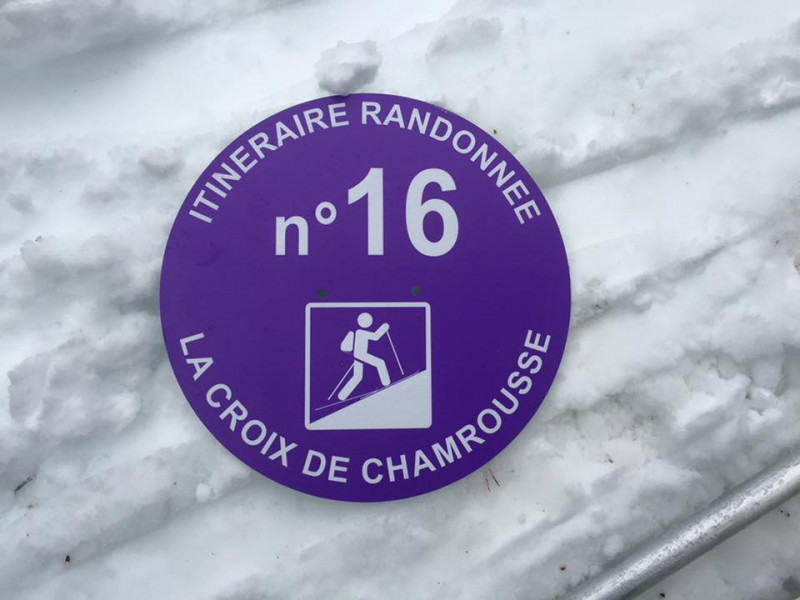 ITINERAIRE RANDONNEE
n°16
LA CROIX DE CHAMROUSSE